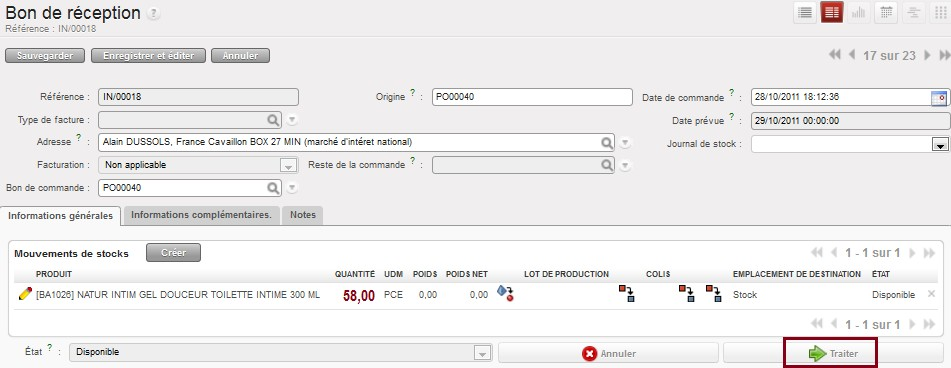 Bon de réception ?
Référence : IN/00018
Sauvegarder Enregistrer et éditer Annuler 17 sur 23
Référence : IN/00018 Origine ? : PO00040 Date de commande ? : 28/10/2011 18:12:36
Type de facture : Date prévue : 29/10/2011 00:00:00
Adresse ? : Alain DUSSOLS, France Cavaillon BOX 27 MIN (marché d'intéret national) Journal de stock :
Facturation : Non applicable Reste de la commande ? :
Bon de commande : PO00040
Informations générales Informations complémentaires. Notes
Mouvements de stocks Créer 1 - 1 sur 1
PRODUIT QUANTITÉ UDM POIDS POIDS NET LOT DE PRODUCTION COLIS EMPLACEMENT DE DESTINATION ÉTAT
[BA1026] NATUR INTIM GEL DOUCEUR TOILETTE INTIME 300 ML 58,00 PCE 0,00 0,00 Stock Disponible
1 - 1 sur 1
État ? : Disponible Annuler Traiter